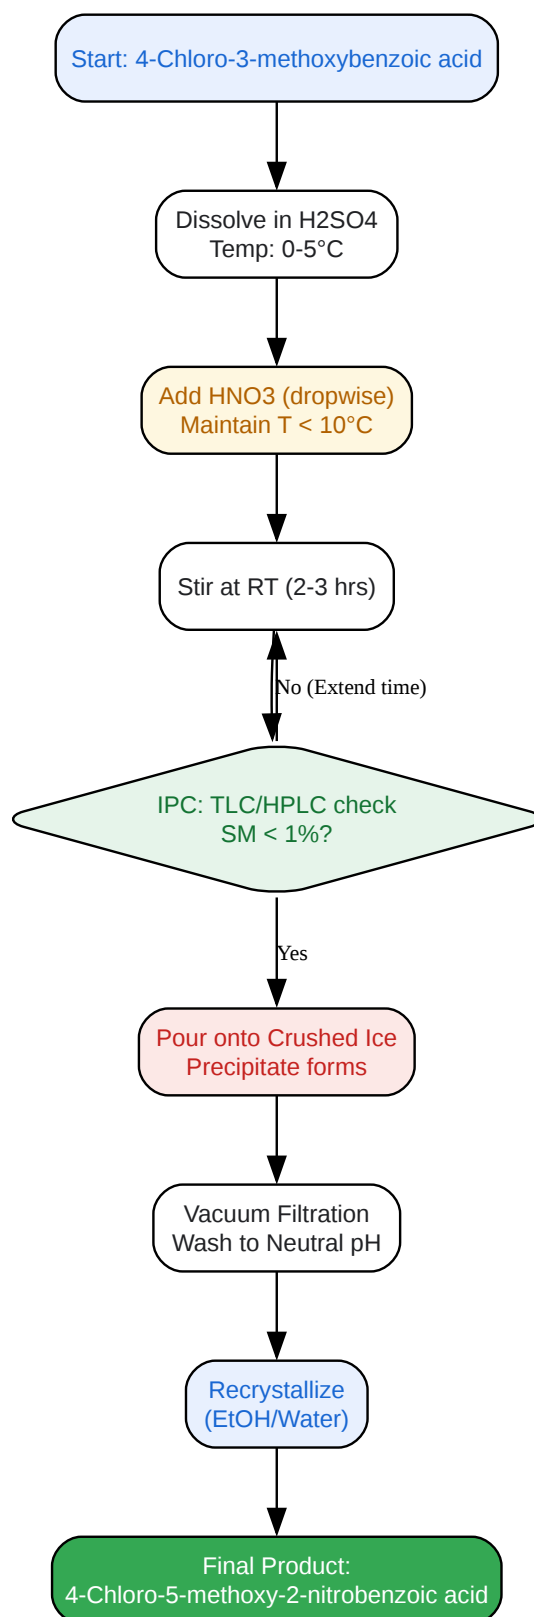 Start: 4-Chloro-3-methoxybenzoic acid
Dissolve in H2SO4
Temp: 0-5°C
Add HNO3 (dropwise)
Maintain T < 10°C
Stir at RT (2-3 hrs)
No (Extend time)
IPC: TLC/HPLC check
SM < 1%?
Yes
Pour onto Crushed Ice
Precipitate forms
Vacuum Filtration
Wash to Neutral pH
Recrystallize
(EtOH/Water)
Final Product:
4-Chloro-5-methoxy-2-nitrobenzoic acid